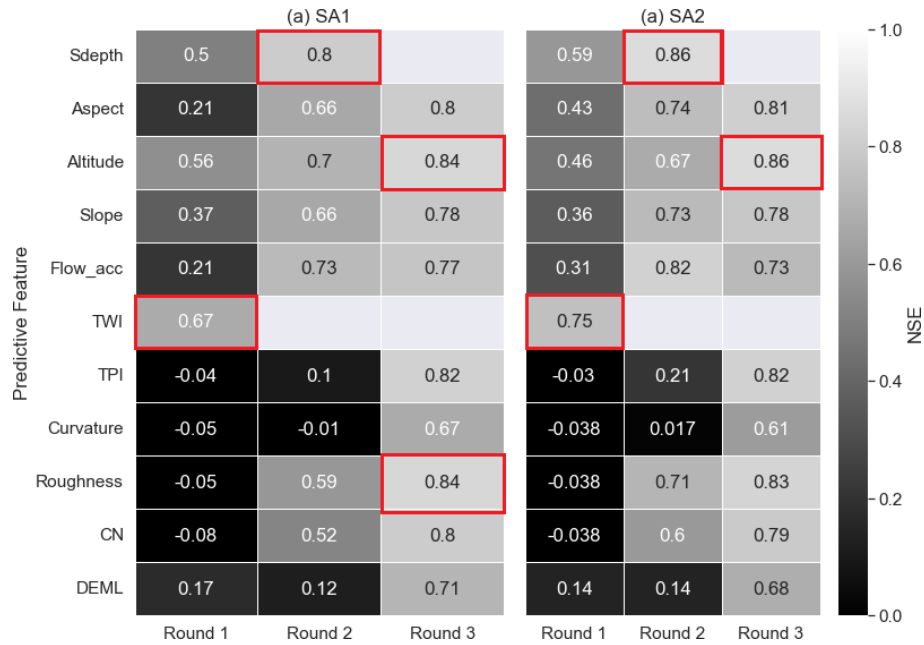 (a) SA1 (a) SA2
Sdepth 0.5 0.8 0.59 0.86 1.0
Aspect 0.21 0.66 0.8 0.43 0.74 0.81
0.8
Altitude 0.56 0.7 0.84 0.46 0.67 0.86
Slope 0.37 0.66 0.78 0.36 0.73 0.78
0.6
Flow_acc 0.21 0.73 0.77 0.31 0.82 0.73
TWI 0.67 0.75
Predictive Feature
NSE
TPI -0.04 0.1 0.82 -0.03 0.21 0.82
0.4
Curvature -0.05 -0.01 0.67 -0.038 0.017 0.61
Roughness -0.05 0.59 0.84 -0.038 0.71 0.83
0.2
CN -0.08 0.52 0.8 -0.038 0.6 0.79
DEML 0.17 0.12 0.71 0.14 0.14 0.68
0.0
Round 1 Round 2 Round 3 Round 1 Round 2 Round 3